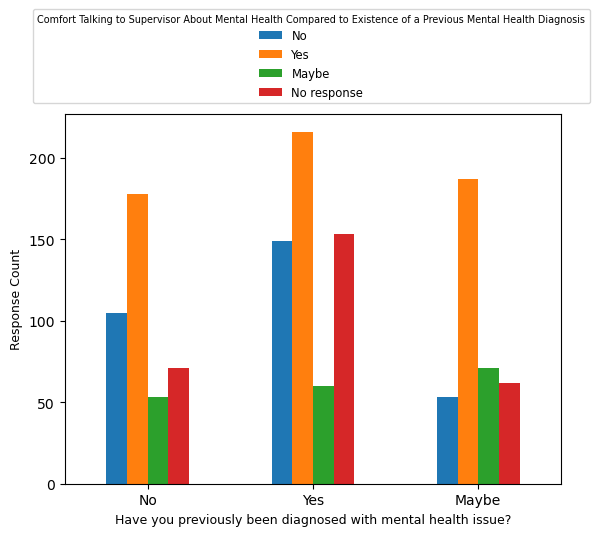 Comfort Talking to Supervisor About Mental Health Compared to Existence of a Previous Mental Health Diagnosis
No
Yes
Maybe
No response
200
150
100
50
0
Response Count
No Yes Maybe
Have you previously been diagnosed with mental health issue?